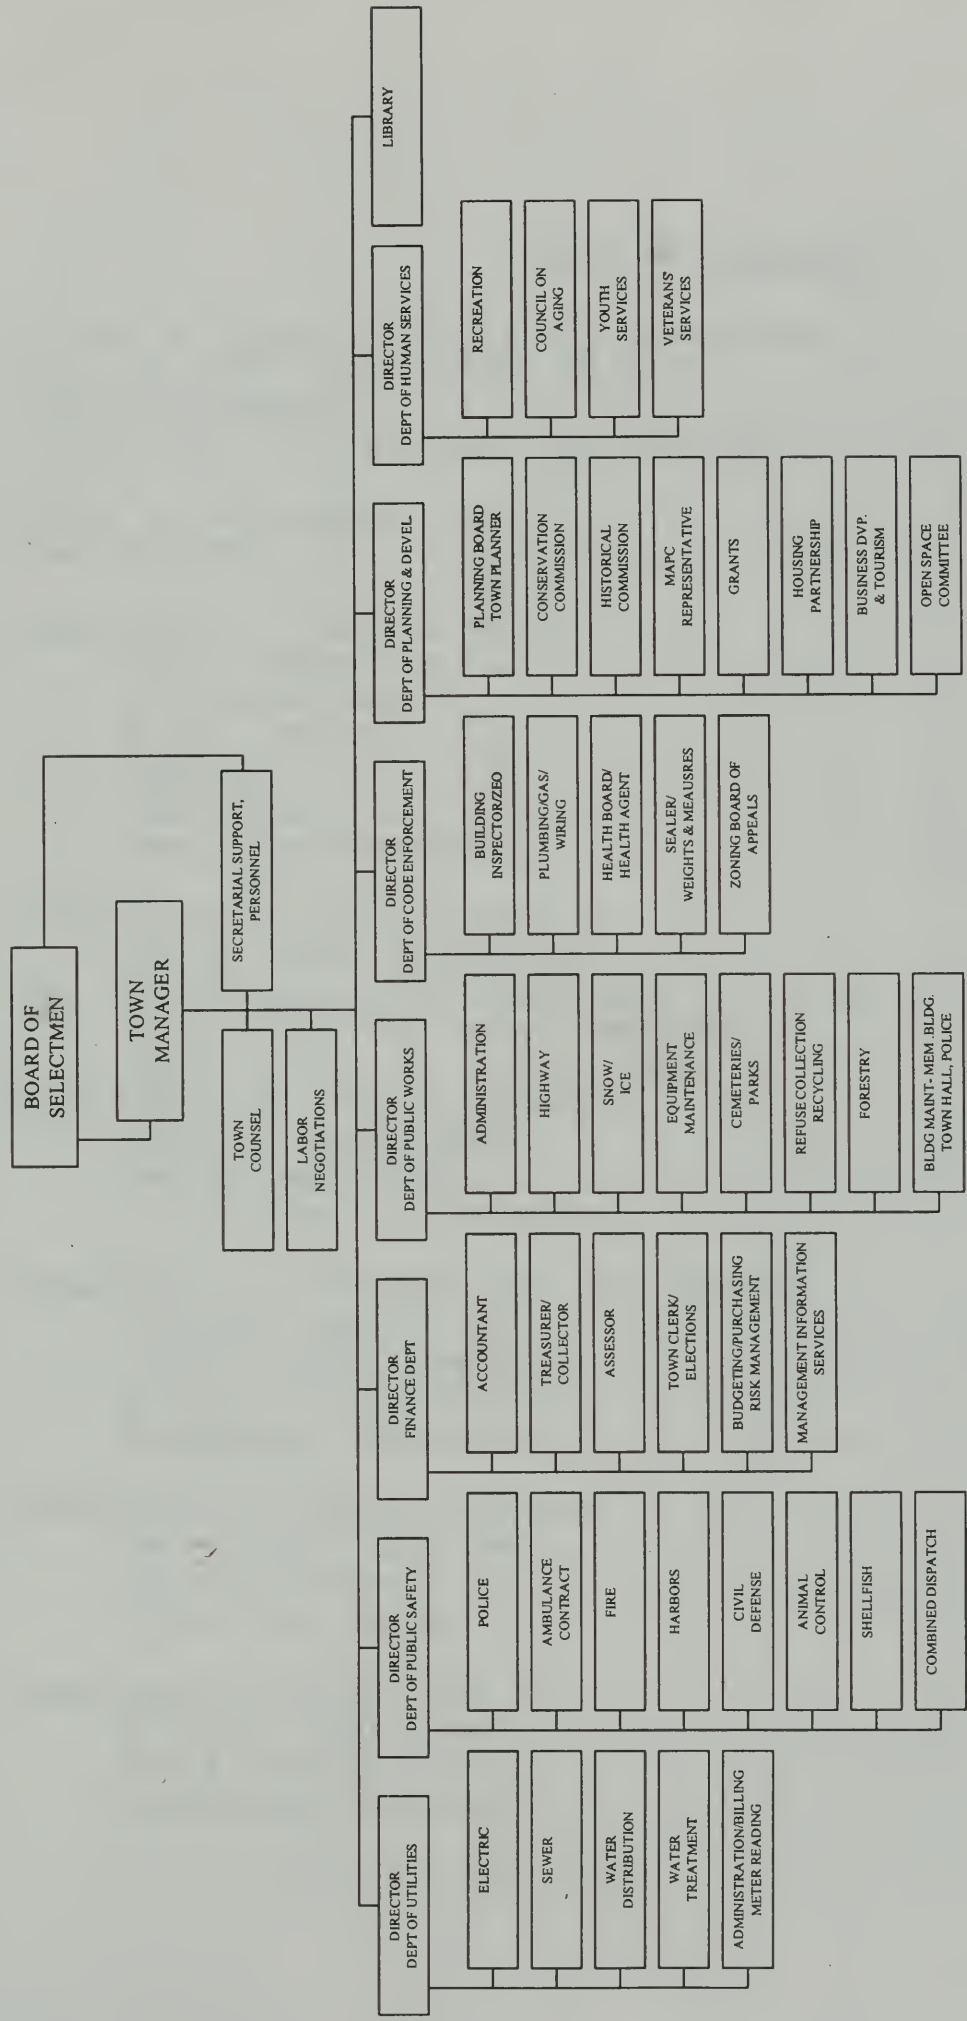 BOARD OF
SELECTMEN
TOWN
MANAGER
TOWN
COUNSEL
SECRETARIAL SUPPORT,
PERSONNEL
LABOR
NEGOTIATIONS
DIRECTOR
DEPT OF UTILITIES
ELECTRIC
SEWER
WATER
DISTRIBUTION
WATER
TREATMENT
ADMINISTRATION/BILLING
METER READING
DIRECTOR
DEPT OF PUBLIC SAFETY
POLICE
AMBULANCE
CONTRACT
FIRE
HARBORS
CIVIL
DEFENSE
ANIMAL
CONTROL
SHELLFISH
COMBINED DISPATCH
DIRECTOR
FINANCE DEPT
ACCOUNTANT
TREASURER/
COLLECTOR
ASSESSOR
TOWN CLERK/
ELECTIONS
BUDGETING/PURCHASING
RISK MANAGEMENT
MANAGEMENT INFORMATION
SERVICES
DIRECTOR
DEPT OF PUBLIC WORKS
ADMINISTRATION
HIGHWAY
SNOW/
ICE
EQUIPMENT
MAINTENANCE
CEMETERIES/
PARKS
REFUSE COLLECTION
RECYCLING
FORESTRY
BLDG MAINT- MEM .BLDG.
TOWN HALL, POLICE
DIRECTOR
DEPT OF CODE ENFORCEMENT
BUILDING
INSPECTOR/ZEO
PLUMBING/GAS/
WIRING
HEALTH BOARD/
HEALTH AGENT
SEALER/
WEIGHTS & MEAUSRES
ZONING BOARD OF
APPEALS
DIRECTOR
DEPT OF PLANNING & DEVEL.
PLANNING BOARD
TOWN PLANNER
CONSERVATION
COMMISSION
HISTORICAL
COMMISSION
MAPC
REPRESENTATIVE
GRANTS
HOUSING
PARTNERSHIP
BUSINESS DVP.
& TOURISM
OPEN SPACE
COMMITTEE
DIRECTOR
DEPT OF HUMAN SERVICES
RECREATION
COUNCIL ON
AGING
YOUTH
SERVICES
VETERANS'
SERVICES
LIBRARY